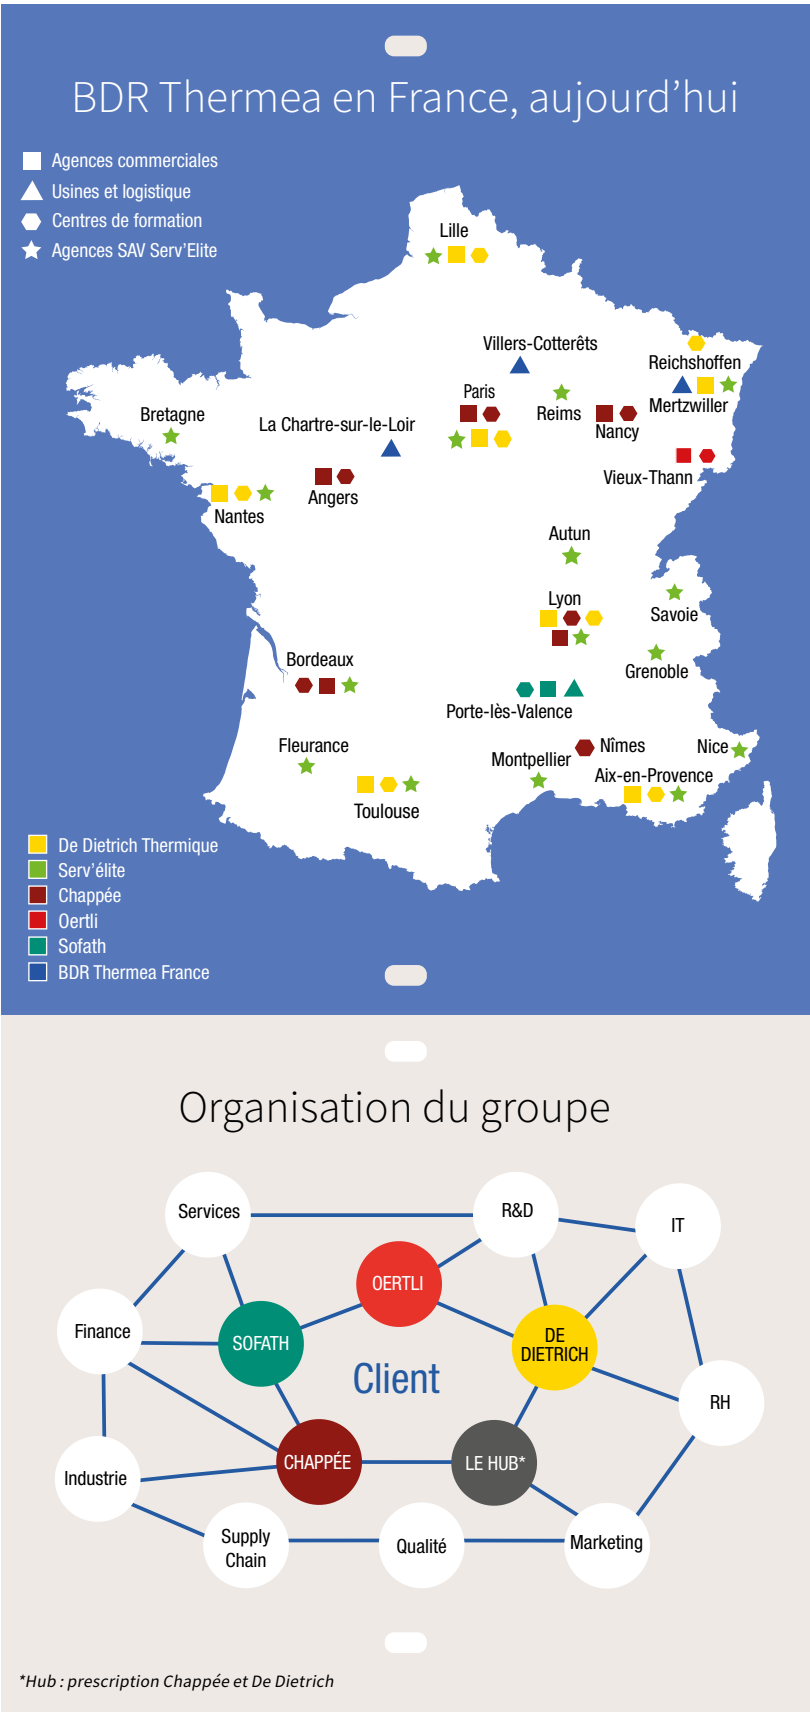 BDR Thermea en France, aujourd'hui
Agences commerciales
Usines et logistique
Centres de formation
Agences SAV Serv'Elite
Lille
Villers-Cotterêts
Reichshoffen
Paris
Reims
Mertzwiller
Bretagne
La Chartre-sur-le-Loir
Nancy
Vieux-Thann
Angers
Nantes
Autun
Lyon
Savoie
Grenoble
Bordeaux
Porte-lès-Valence
Fleurance
Montpellier
Nîmes
Nice
Aix-en-Provence
Toulouse
De Dietrich Thermique
Serv'élite
Chappée
Oertli
Sofath
BDR Thermea France
Organisation du groupe
Services
R&D
IT
OERTLI
Finance
SOFATH
DE
DIETRICH
Client
RH
CHAPPÉE
LE HUB*
Industrie
Supply
Chain
Qualité
Marketing
*Hub : prescription Chappée et De Dietrich